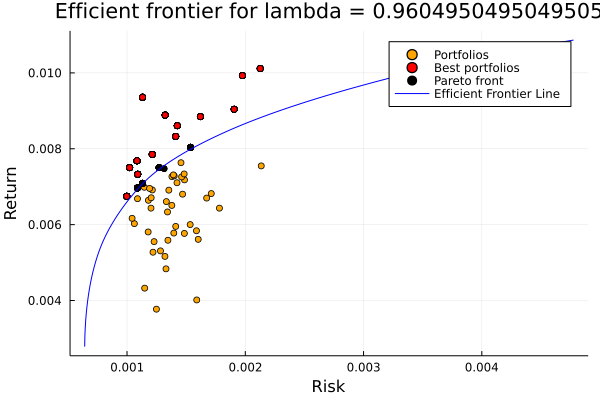 Efficient frontier for lambda = 0.9604950495049505
Portfolios
Best portfolios
Pareto front
Efficient Frontier Line
Return
0.010
0.008
0.006
0.004
0.001
0.002
0.003
0.004
Risk